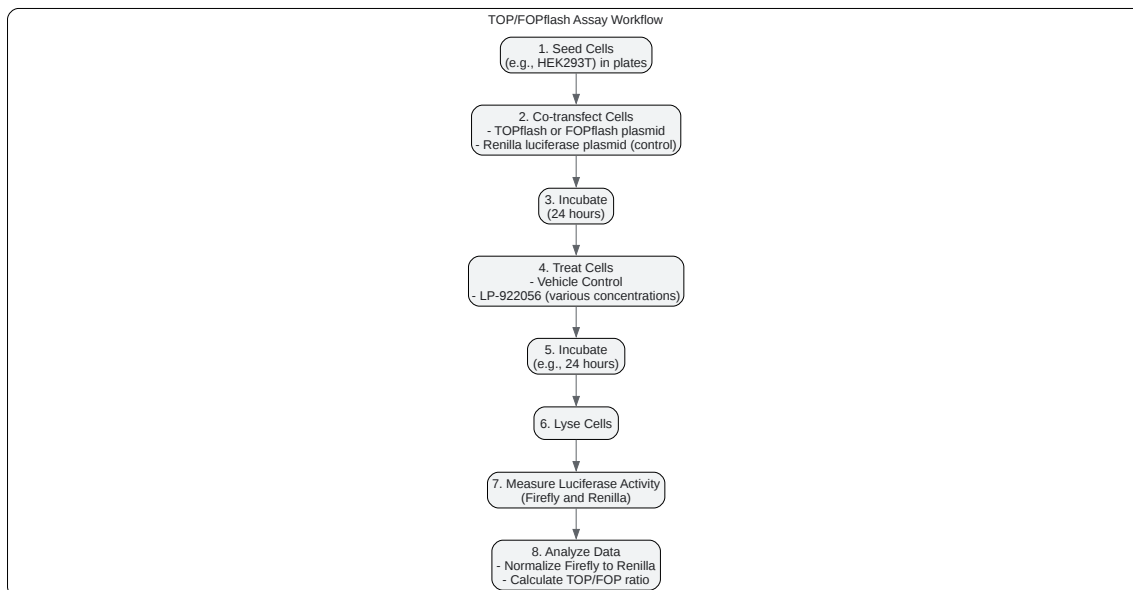 TOP/FOPflash Assay Workflow
1. Seed Cells
(e.g., HEK293T) in plates
2. Co-transfect Cells
- TOPflash or FOPflash plasmid
- Renilla luciferase plasmid (control)
3. Incubate
(24 hours)
4. Treat Cells
- Vehicle Control
- LP-922056 (various concentrations)
5. Incubate
(e.g., 24 hours)
6. Lyse Cells
7. Measure Luciferase Activity
(Firefly and Renilla)
8. Analyze Data
- Normalize Firefly to Renilla
- Calculate TOP/FOP ratio